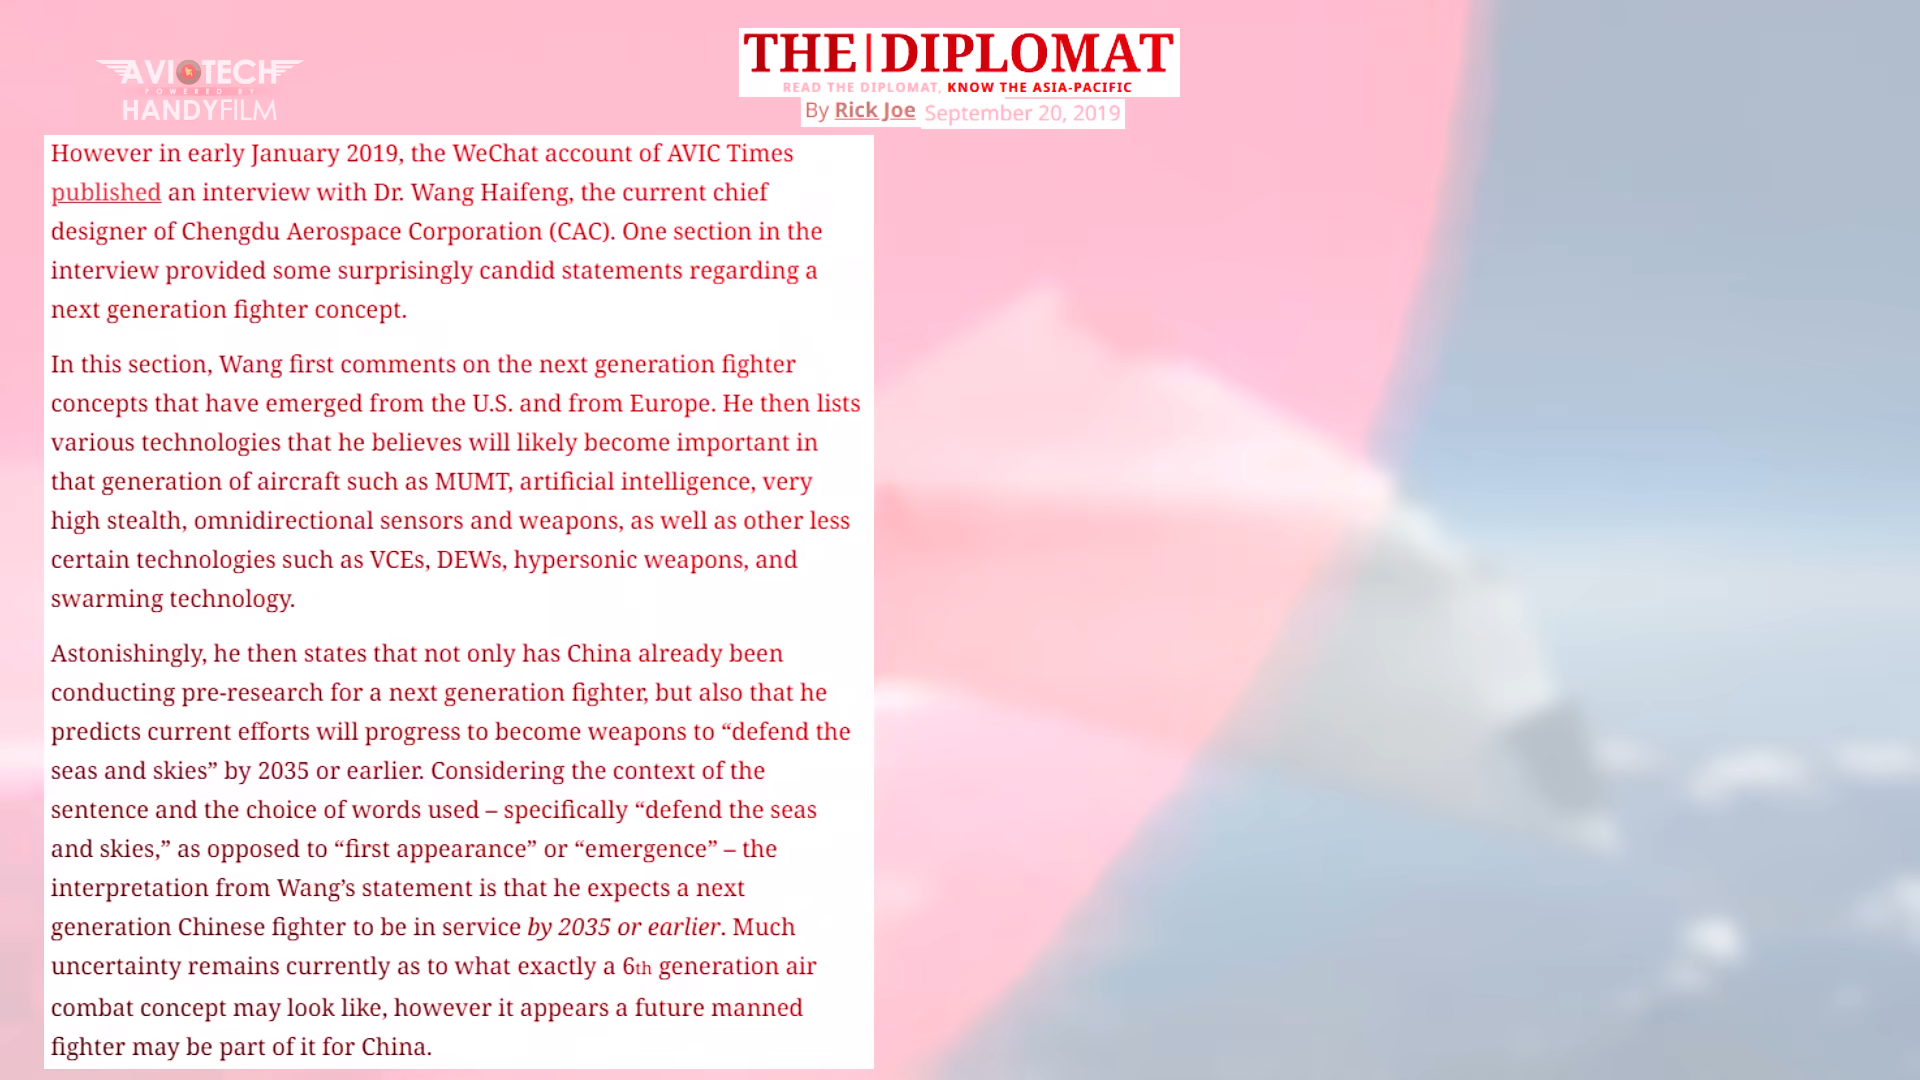 AVIOTECH
POWERED BY
HANDYFILM
THE|DIPLOMAT
READ THE DIPLOMAT, KNOW THE ASIA-PACIFIC
By Rick Joe September 20, 2019
However in early January 2019, the WeChat account of AVIC Times
published an interview with Dr. Wang Haifeng, the current chief
designer of Chengdu Aerospace Corporation (CAC). One section in the
interview provided some surprisingly candid statements regarding a
next generation fighter concept.
In this section, Wang first comments on the next generation fighter
concepts that have emerged from the U.S. and from Europe. He then lists
various technologies that he believes will likely become important in
that generation of aircraft such as MUMT, artificial intelligence, very
high stealth, omnidirectional sensors and weapons, as well as other less
certain technologies such as VCEs, DEWs, hypersonic weapons, and
swarming technology.
Astonishingly, he then states that not only has China already been
conducting pre-research for a next generation fighter, but also that he
predicts current efforts will progress to become weapons to “defend the
seas and skies” by 2035 or earlier. Considering the context of the
sentence and the choice of words used – specifically “defend the seas
and skies,” as opposed to “first appearance” or “emergence” – the
interpretation from Wang’s statement is that he expects a next
generation Chinese fighter to be in service by 2035 or earlier. Much
uncertainty remains currently as to what exactly a 6th generation air
combat concept may look like, however it appears a future manned
fighter may be part of it for China.